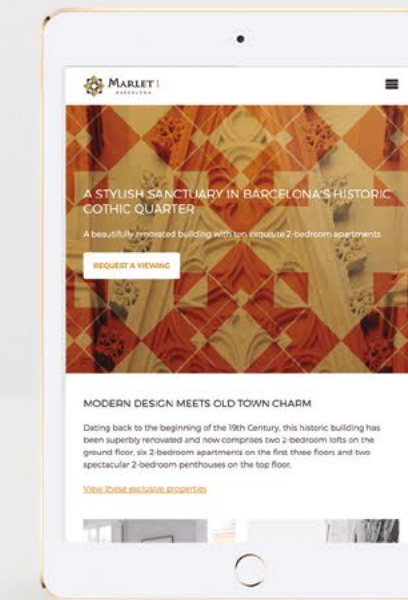 MARLET 1
BARCELONA
A STYLISH SANCTUARY IN BARCELONA'S HISTORIC
GOTHIC QUARTER
A beautifully renovated building with ten exquisite 2-bedroom apartments
REQUEST A VIEWING
MODERN DESIGN MEETS OLD TOWN CHARM
Dating back to the beginning of the 19th Century, this historic building has
been superbly renovated and now comprises two 2-bedroom lofts on the
ground floor, six 2-bedroom apartments on the first three floors and two
spectacular 2-bedroom penthouses on the top floor.
View these exclusive properties